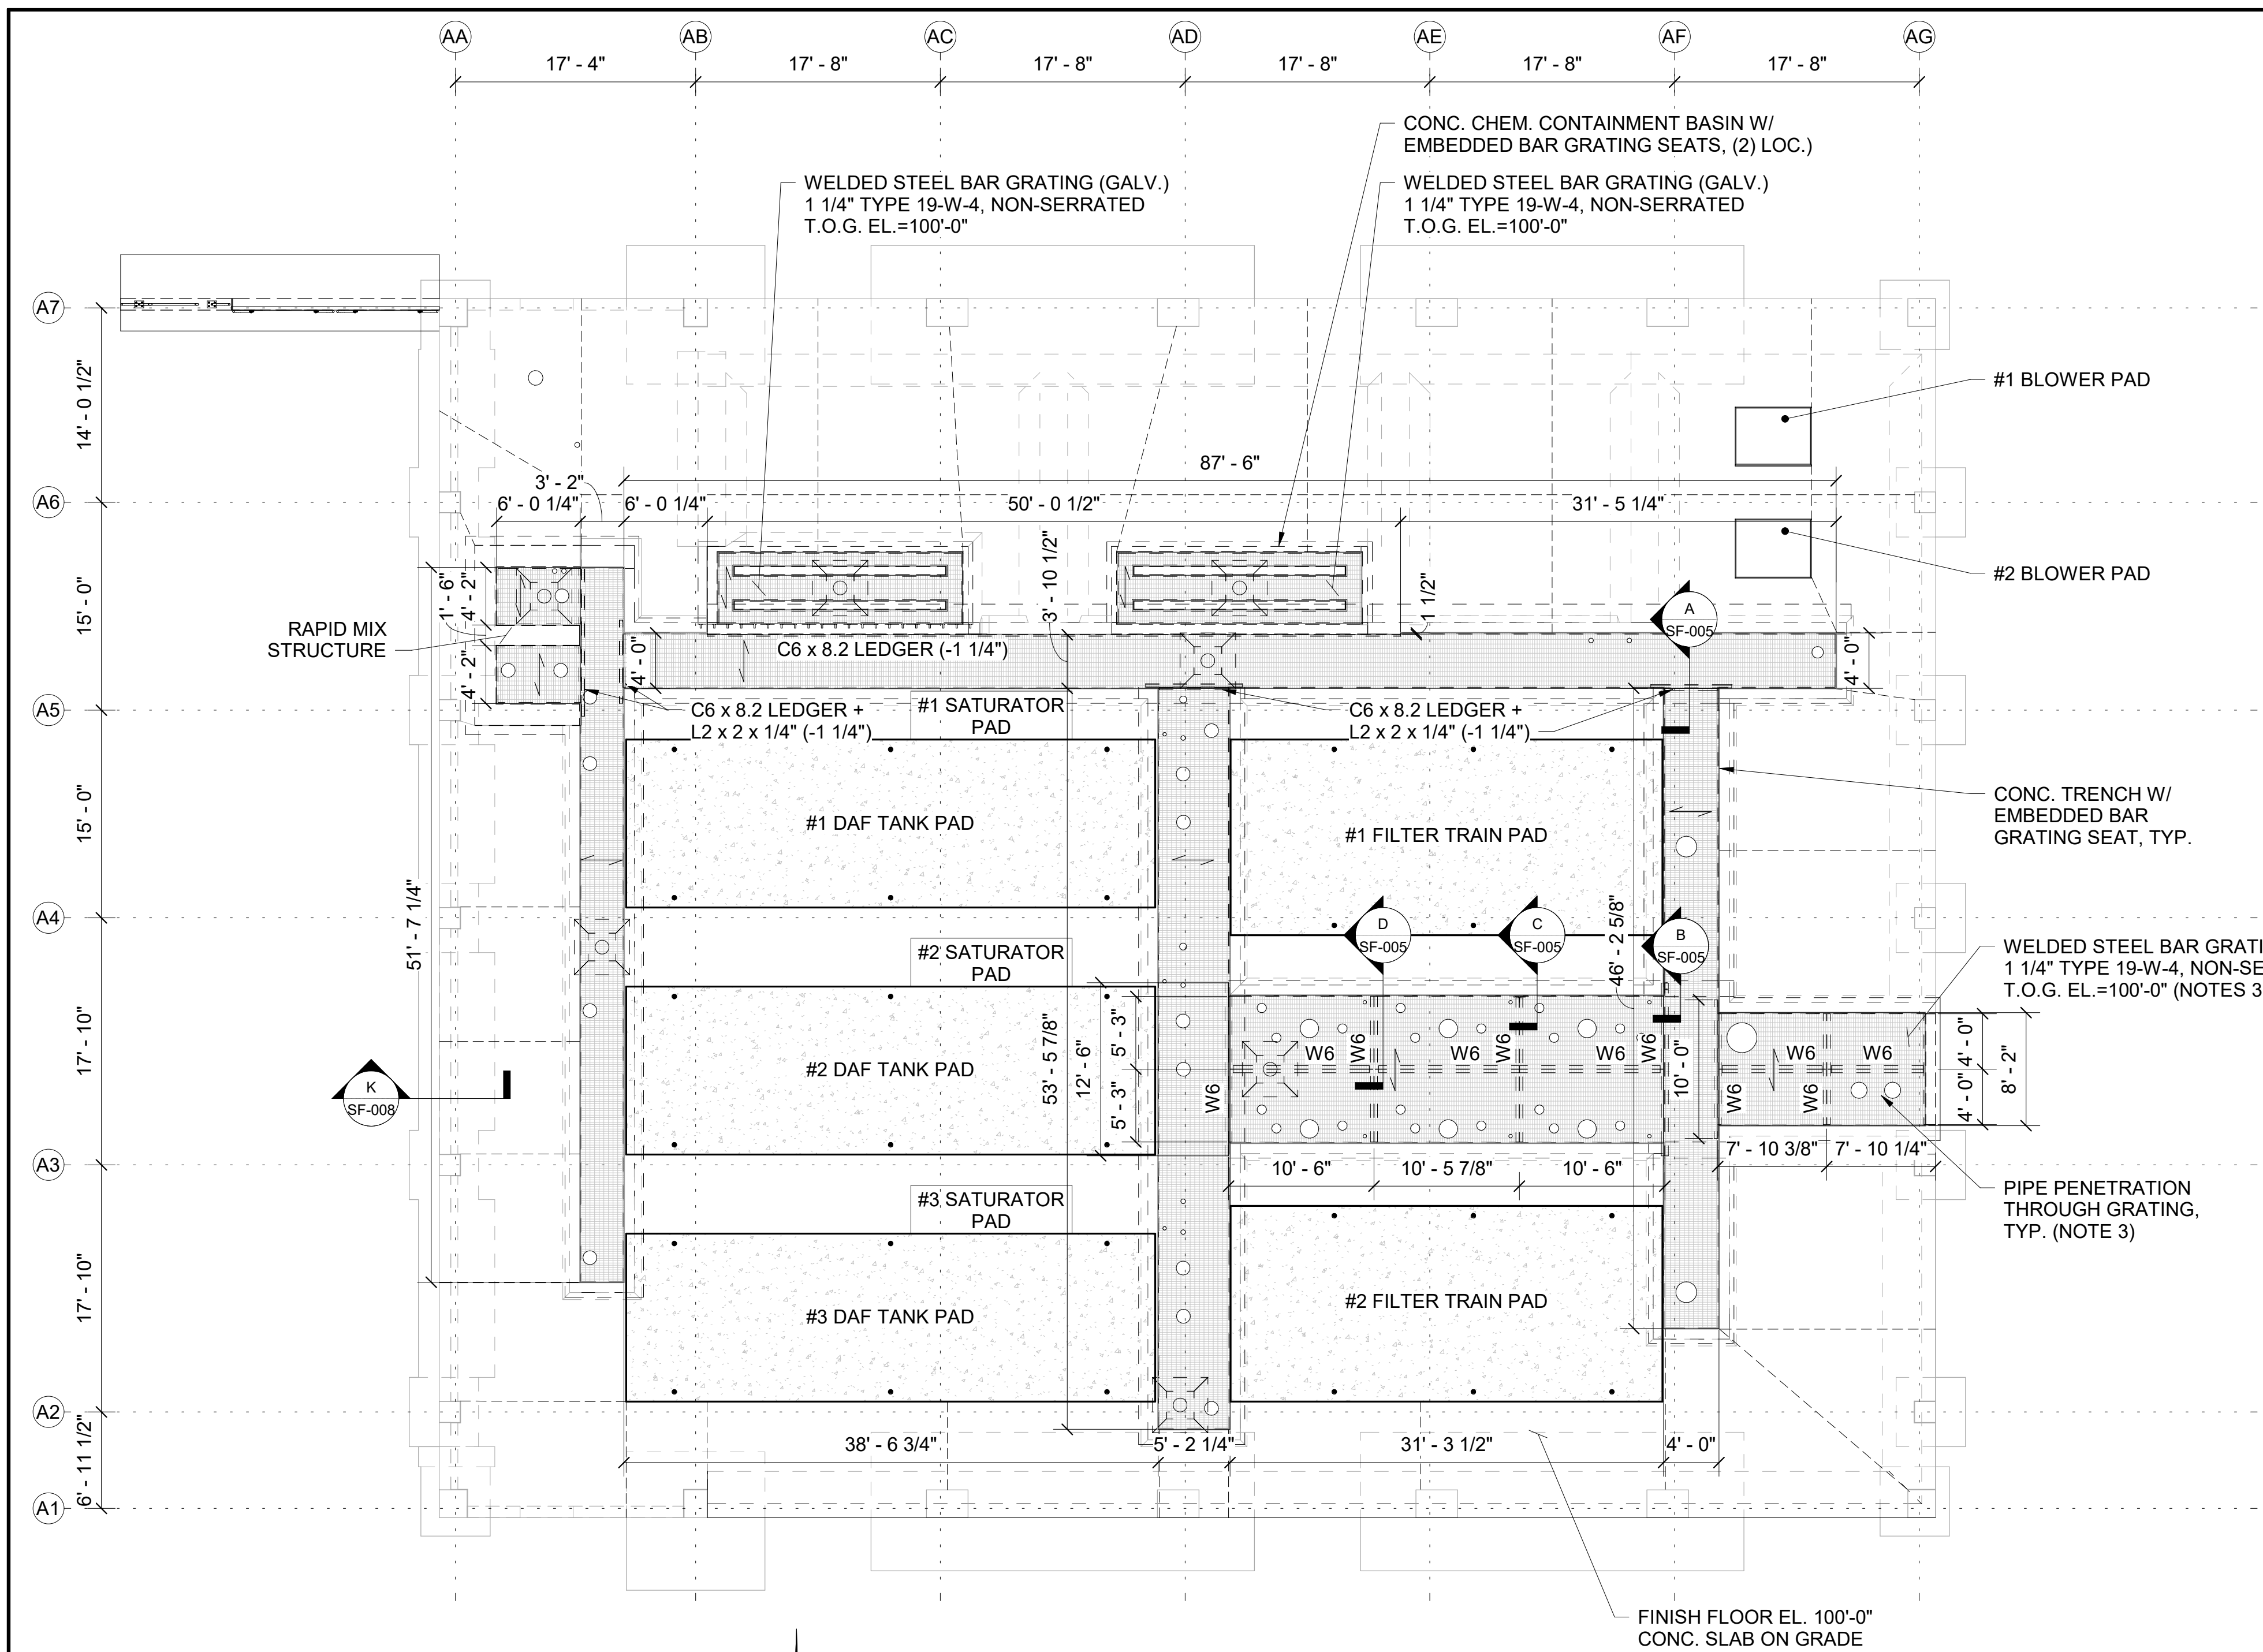 AA
AB
AC
AD
AE
AF
AG
17' - 4"
17' - 8"
17' - 8"
17' - 8"
17' - 8"
17' - 8"
CONC. CHEM. CONTAINMENT BASIN W/
EMBEDDED BAR GRATING SEATS, (2) LOC.)
WELDED STEEL BAR GRATING (GALV.)
1 1/4" TYPE 19-W-4, NON-SERRATED
T.O.G. EL.=100'-0"
WELDED STEEL BAR GRATING (GALV.)
1 1/4" TYPE 19-W-4, NON-SERRATED
T.O.G. EL.=100'-0"
A7
14' - 0 1/2"
A6
15' - 0"
A5
15' - 0"
A4
17' - 10"
A3
17' - 10"
A2
6' - 11 1/2"
A1
#1 BLOWER PAD
#2 BLOWER PAD
87' - 6"
3' - 2"
6' - 0 1/4"
6' - 0 1/4"
50' - 0 1/2"
31' - 5 1/4"
1' - 6"
4' - 2"
4' - 2"
RAPID MIX
STRUCTURE
3' - 10 1/2"
1 1/2"
A
SF-005
4' - 0"
C6 x 8.2 LEDGER (-1 1/4")
4' - 0"
C6 x 8.2 LEDGER +
L2 x 2 x 1/4" (-1 1/4")
#1 SATURATOR
PAD
C6 x 8.2 LEDGER +
L2 x 2 x 1/4" (-1 1/4")
CONC. TRENCH W/
EMBEDDED BAR
GRATING SEAT, TYP.
#1 DAF TANK PAD
#1 FILTER TRAIN PAD
51' - 7 1/4"
46' - 2 5/8"
D
SF-005
C
SF-005
B
SF-005
#2 SATURATOR
PAD
WELDED STEEL BAR
1 1/4" TYPE 19-W-4,
T.O.G. EL.=100'-0" (NOTES 3
53' - 5 7/8"
12' - 6"
5' - 3"
5' - 3"
W6
W6
W6
W6
W6
W6
W6
10' - 0"
W6
W6
W6
W6
4' - 0"
4' - 0"
8' - 2"
K
SF-008
#2 DAF TANK PAD
10' - 6"
10' - 5 7/8"
10' - 6"
7' - 10 3/8"
7' - 10 1/4"
PIPE PENETRATION
THROUGH GRATING,
TYP. (NOTE 3)
#3 SATURATOR
PAD
#3 DAF TANK PAD
#2 FILTER TRAIN PAD
38' - 6 3/4"
5' - 2 1/4"
31' - 3 1/2"
4' - 0"
FINISH FLOOR EL. 100'-0"
CONC. SLAB ON GRADE